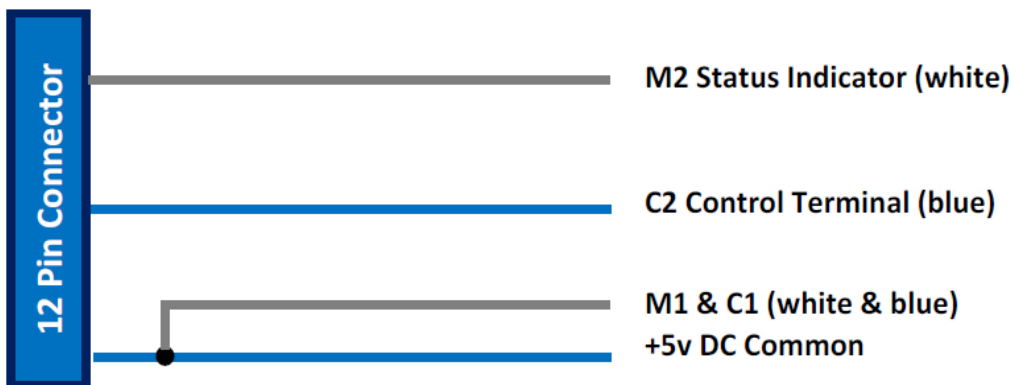 12 Pin Connector
M2 Status Indicator (white)
C2 Control Terminal (blue)
M1 & C1 (white & blue)
+5v DC Common